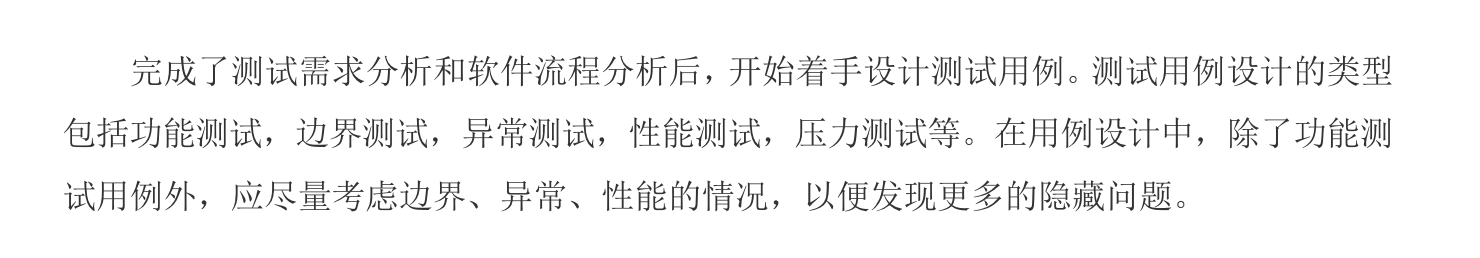 完成了测试需求分析和软件流程分析后，开始着手设计测试用例。测试用例设计的类型
包括功能测试，边界测试，异常测试，性能测试，压力测试等。在用例设计中，除了功能测
试用例外，应尽量考虑边界、异常、性能的情况，以便发现更多的隐藏问题。